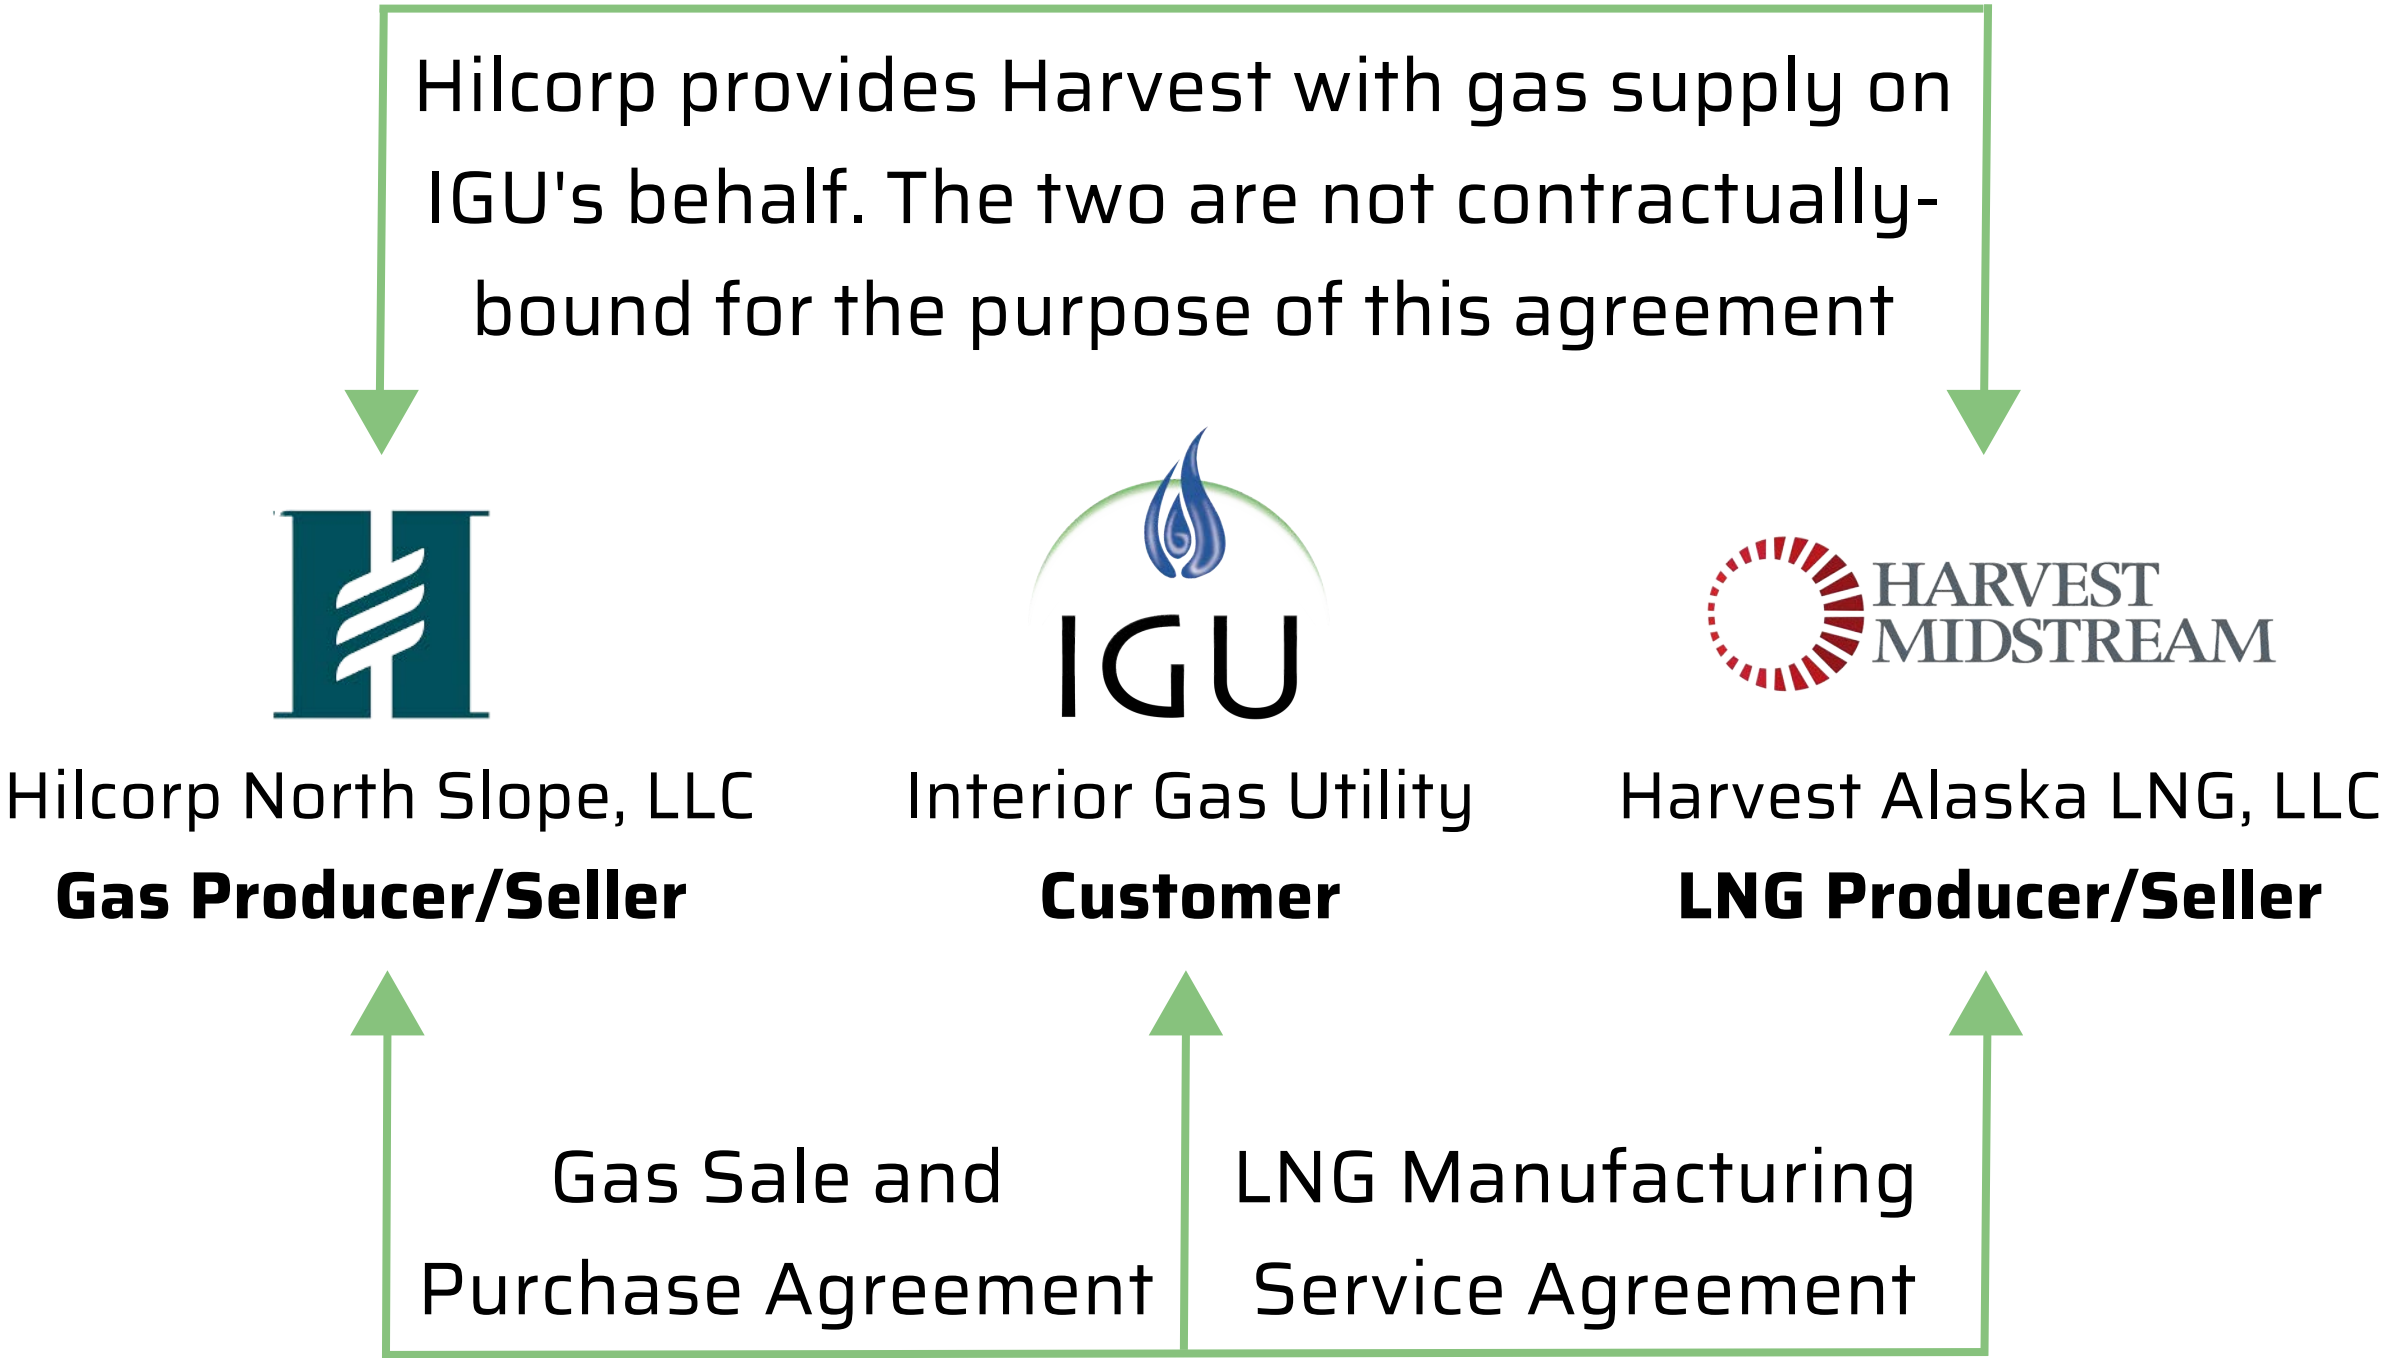 Hilcorp provides Harvest with gas supply on
IGU's behalf. The two are not contractually-
bound for the purpose of this agreement
H
IGU
HARVEST
MIDSTREAM
Hilcorp North Slope, LLC
Gas Producer/Seller
Interior Gas Utility
Customer
Harvest Alaska LNG, LLC
LNG Producer/Seller
Gas Sale and
Purchase Agreement
LNG Manufacturing
Service Agreement